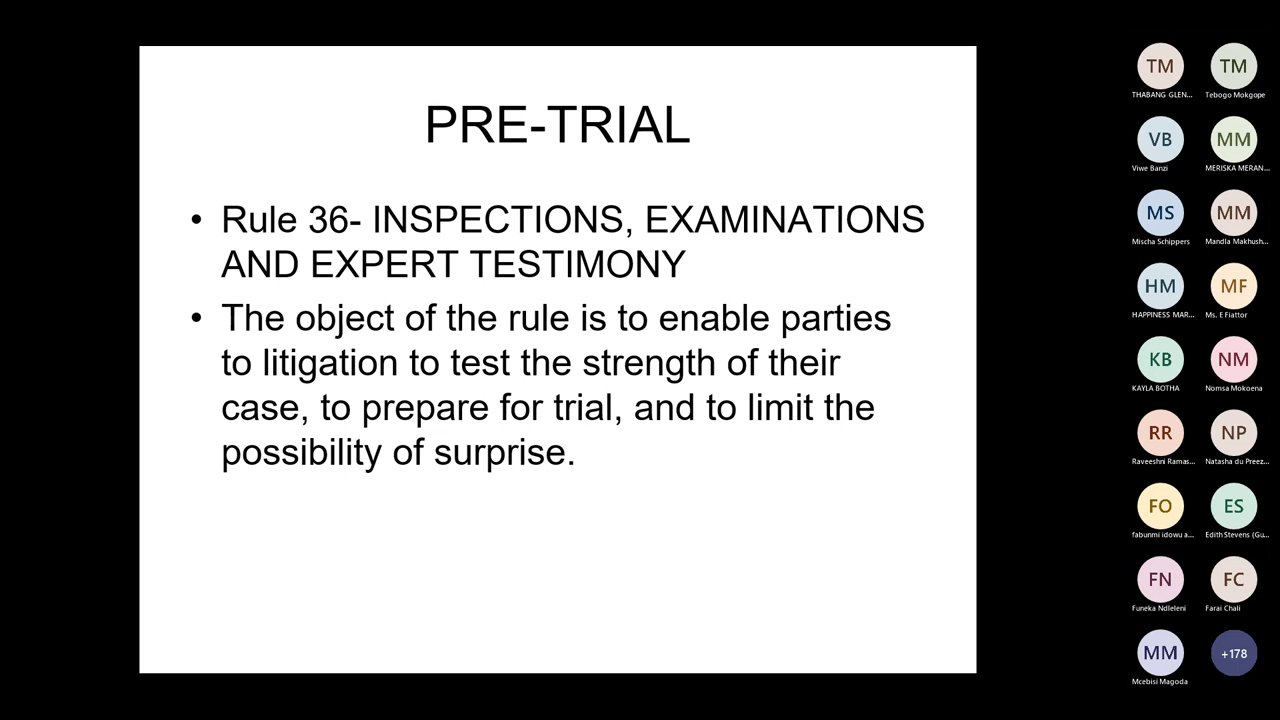 PRE-TRIAL
• Rule 36- INSPECTIONS, EXAMINATIONS
AND EXPERT TESTIMONY
• The object of the rule is to enable parties
to litigation to test the strength of their
case, to prepare for trial, and to limit the
possibility of surprise.
TM
TM
THABANG GLEN...
Tebogo Mokgope
VB
MM
Viwe Banzi
MERISKA MERAN...
MS
MM
Mischa Schippers
Mandla Makhush...
HM
MF
HAPPINESS MAR...
Ms. E Fiattor
KB
NM
KAYLA BOTHA
Nomsa Mokoena
RR
NP
Raveeshni Ramas...
Natasha du Preez...
FO
ES
fabunmi idowu a...
Edith Stevens (Gu...
FN
FC
Funeka Ndleleni
Farai Chali
MM
+178
Mcebisi Magoda